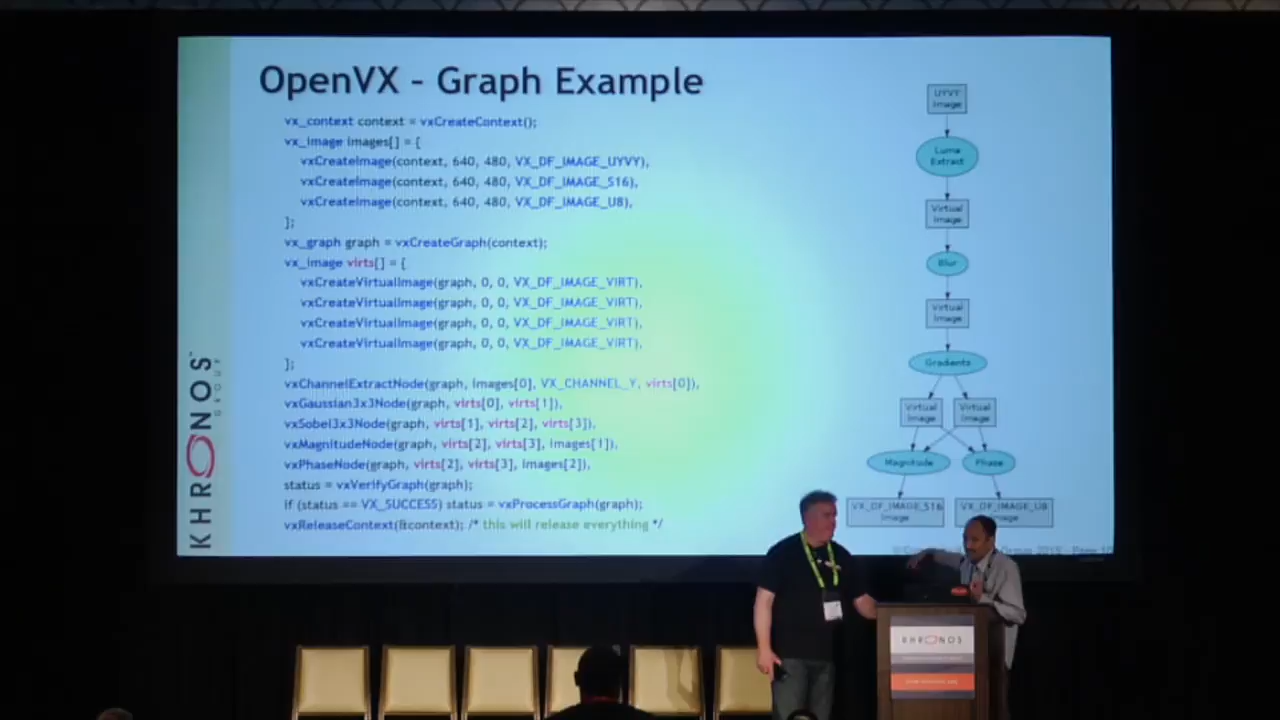 OpenVX – Graph Example
vx_context context = vxCreateContext();
vx_image images[] = {
vxCreateImage(context, 640, 480, VX_DF_IMAGE_UYVY),
vxCreateImage(context, 640, 480, VX_DF_IMAGE_S16),
vxCreateImage(context, 640, 480, VX_DF_IMAGE_U8),
};
vx_graph graph = vxCreateGraph(context);
vx_image virts[] = {
vxCreateVirtualImage(graph, 0, 0, VX_DF_IMAGE_VIRT),
vxCreateVirtualImage(graph, 0, 0, VX_DF_IMAGE_VIRT),
vxCreateVirtualImage(graph, 0, 0, VX_DF_IMAGE_VIRT),
vxCreateVirtualImage(graph, 0, 0, VX_DF_IMAGE_VIRT),
};
vxChannelExtractNode(graph, images[0], VX_CHANNEL_Y, virts[0]),
vxGaussian3x3Node(graph, virts[0], virts[1]),
vxSobel3x3Node(graph, virts[1], virts[2], virts[3]),
vxMagnitudeNode(graph, virts[2], virts[3], images[1]),
vxPhaseNode(graph, virts[2], virts[3], images[2]),
status = vxVerifyGraph(graph);
if (status == VX_SUCCESS) status = vxProcessGraph(graph);
vxReleaseContext(&context); /* this will release everything */
UYVY
Image
Luma
Extract
Virtual
Image
Blur
Virtual
Image
Gradients
Virtual
Image
Virtual
Image
Magnitude
Phase
VX_DF_IMAGE_S16
Image
VX_DF_IMAGE_U8
Image
KHRONOS
GROUP
KHRONOS